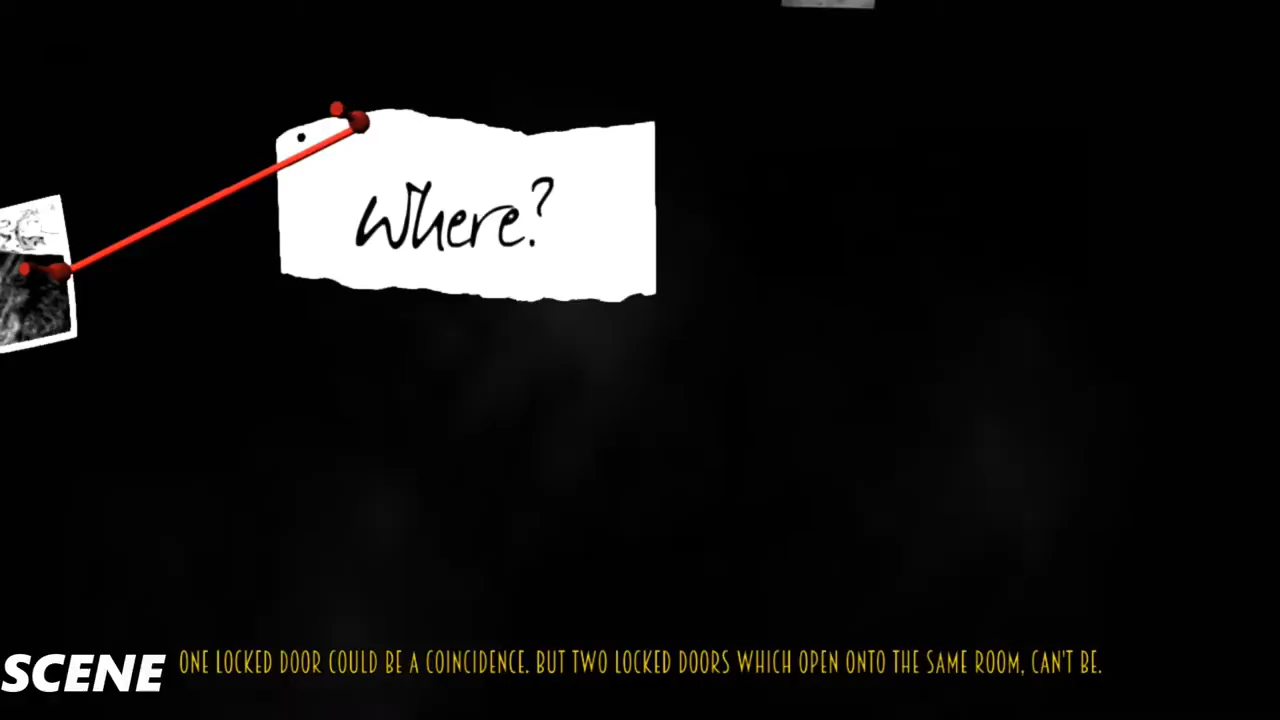 Where?
SCENE
ONE LOCKED DOOR COULD BE A COINCIDENCE. BUT TWO LOCKED DOORS WHICH OPEN ONTO THE SAME ROOM, CAN'T BE.